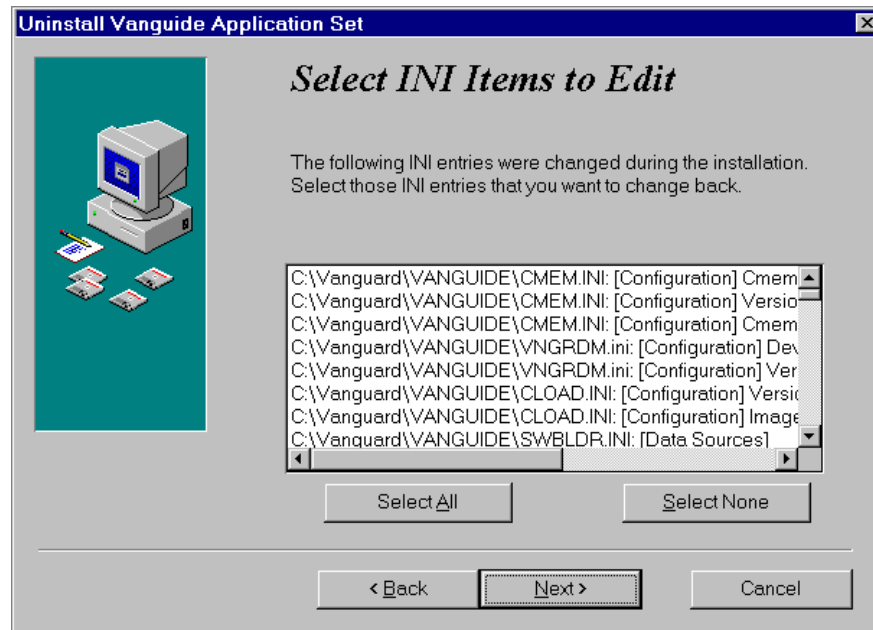 Uninstall Vanguide Application Set
Select INI Items to Edit
The following INI entries were changed during the installation.
Select those INI entries that you want to change back.
C:\Vanguard\VANGUIDE\CMEM.INI: [Configuration] Cmem
C:\Vanguard\VANGUIDE\CMEM.INI: [Configuration] Versio
C:\Vanguard\VANGUIDE\CMEM.INI: [Configuration] Cmem
C:\Vanguard\VANGUIDE\VNGRDM.ini: [Configuration] Dev
C:\Vanguard\VANGUIDE\VNGRDM.ini: [Configuration] Ver
C:\Vanguard\VANGUIDE\CLOAD.INI: [Configuration] Versio
C:\Vanguard\VANGUIDE\CLOAD.INI: [Configuration] Image
C:\Vanguard\VANGUIDE\SWBLDR.INI: [Data Sources]
Select All Select None
< Back Next > Cancel